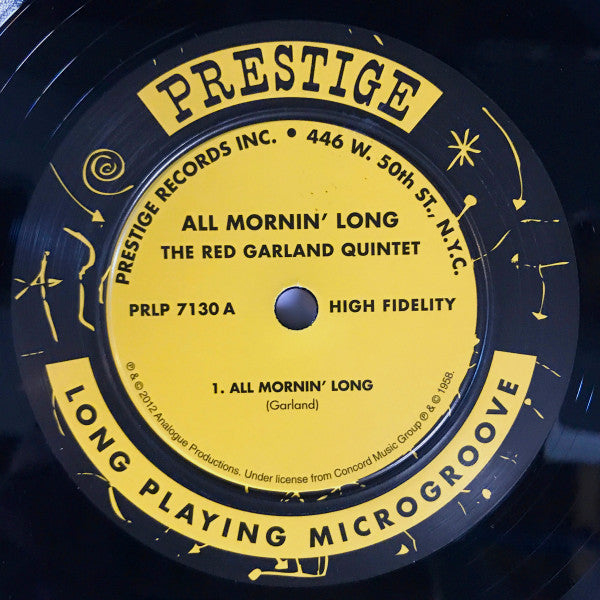 PRESTIGE
PRESTIGE RECORDS INC. • 446 W. 50th ST., N.Y.C.
ALL MORNIN' LONG
THE RED GARLAND QUINTET
PRLP 7130 A
HIGH FIDELITY
1. ALL MORNIN' LONG
(Garland)
℗ & © 2012 Analogue Productions. Under license from Concord Music Group ℗ & © 1958.
LONG PLAYING MICROGROOVE